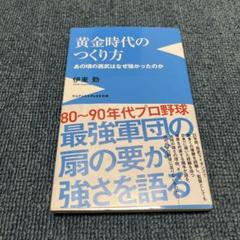 黄金時代の
つくり方
あの頃の西武はなぜ強かったのか
伊東 勤
80〜90年代プロ野球
最強軍団の
扇の要が
強さを語る